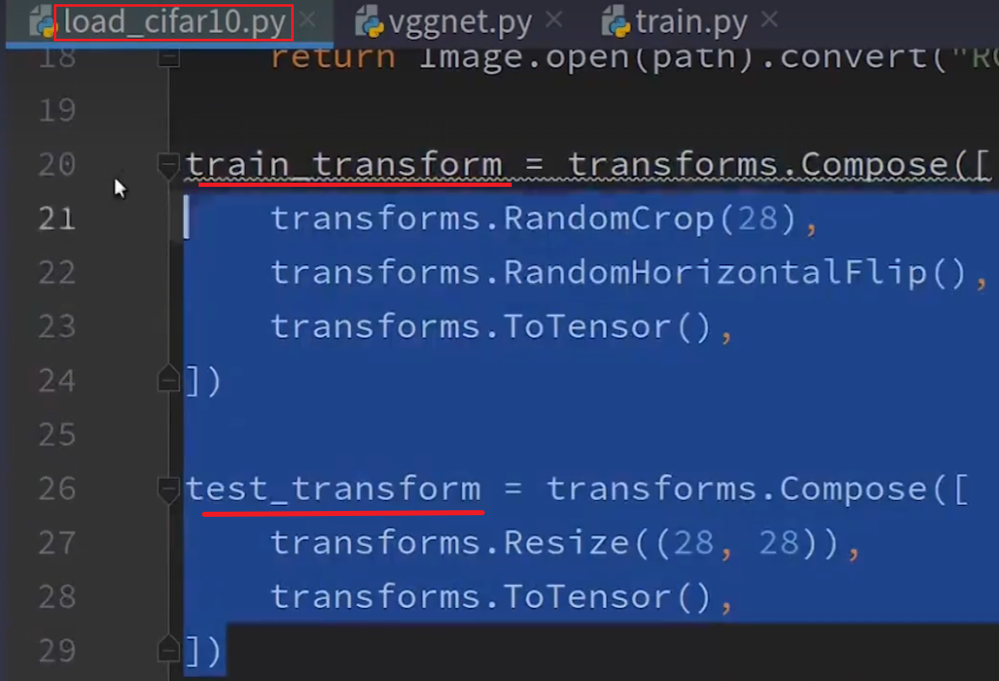 load_cifar10.py vggnet.py train.py
18 return Image.open(path).convert("R
19
20 train_transform = transforms.Compose([
21 transforms.RandomCrop(28),
22 transforms.RandomHorizontalFlip(),
23 transforms.ToTensor(),
24 ])
25
26 test_transform = transforms.Compose([
27 transforms.Resize((28, 28)),
28 transforms.ToTensor(),
29 ])